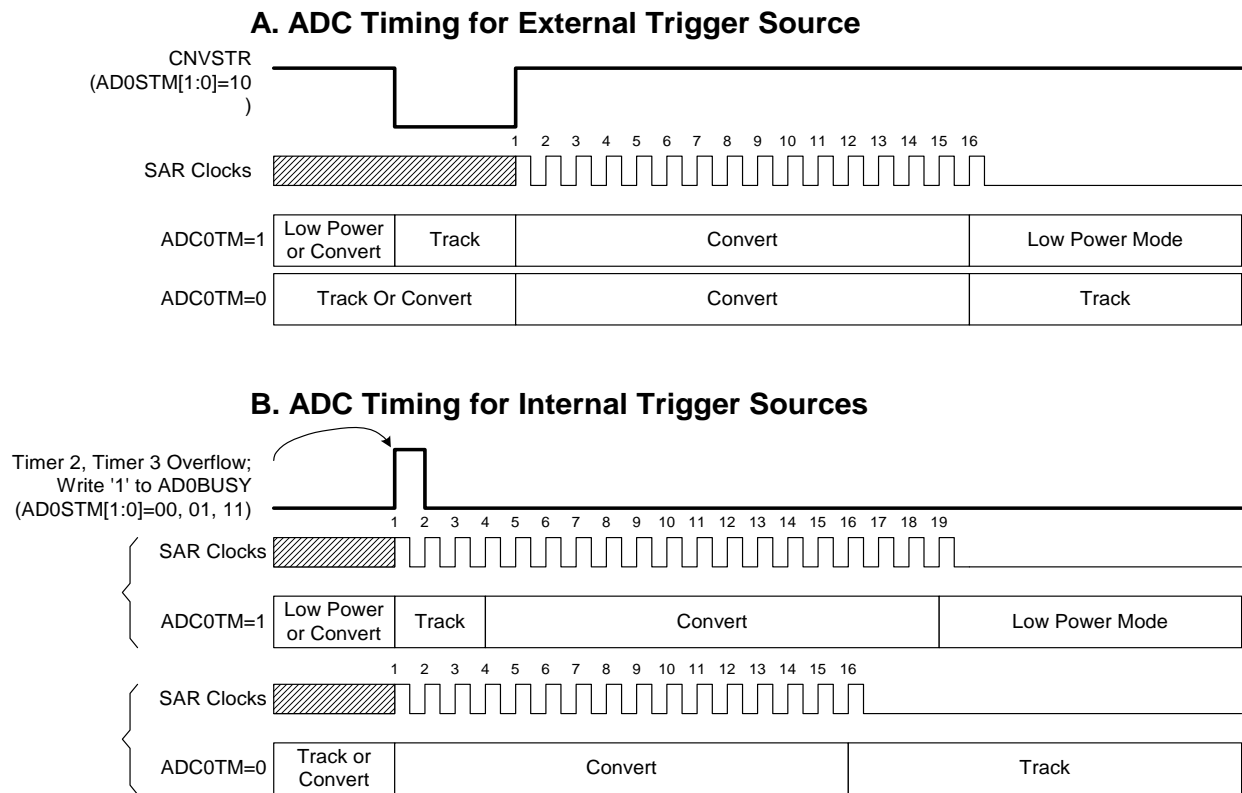 A. ADC Timing for External Trigger Source
CNVSTR
(AD0STM[1:0]=10
)
1 2 3 4 5 6 7 8 9 10 11 12 13 14 15 16
SAR Clocks
ADC0TM=1
Low Power
or Convert
Track
Convert
Low Power Mode
ADC0TM=0
Track Or Convert
Convert
Track
B. ADC Timing for Internal Trigger Sources
Timer 2, Timer 3 Overflow;
Write '1' to AD0BUSY
(AD0STM[1:0]=00, 01, 11)
1 2 3 4 5 6 7 8 9 10 11 12 13 14 15 16 17 18 19
SAR Clocks
ADC0TM=1
Low Power
or Convert
Track
Convert
Low Power Mode
1 2 3 4 5 6 7 8 9 10 11 12 13 14 15 16
SAR Clocks
ADC0TM=0
Track or
Convert
Convert
Track